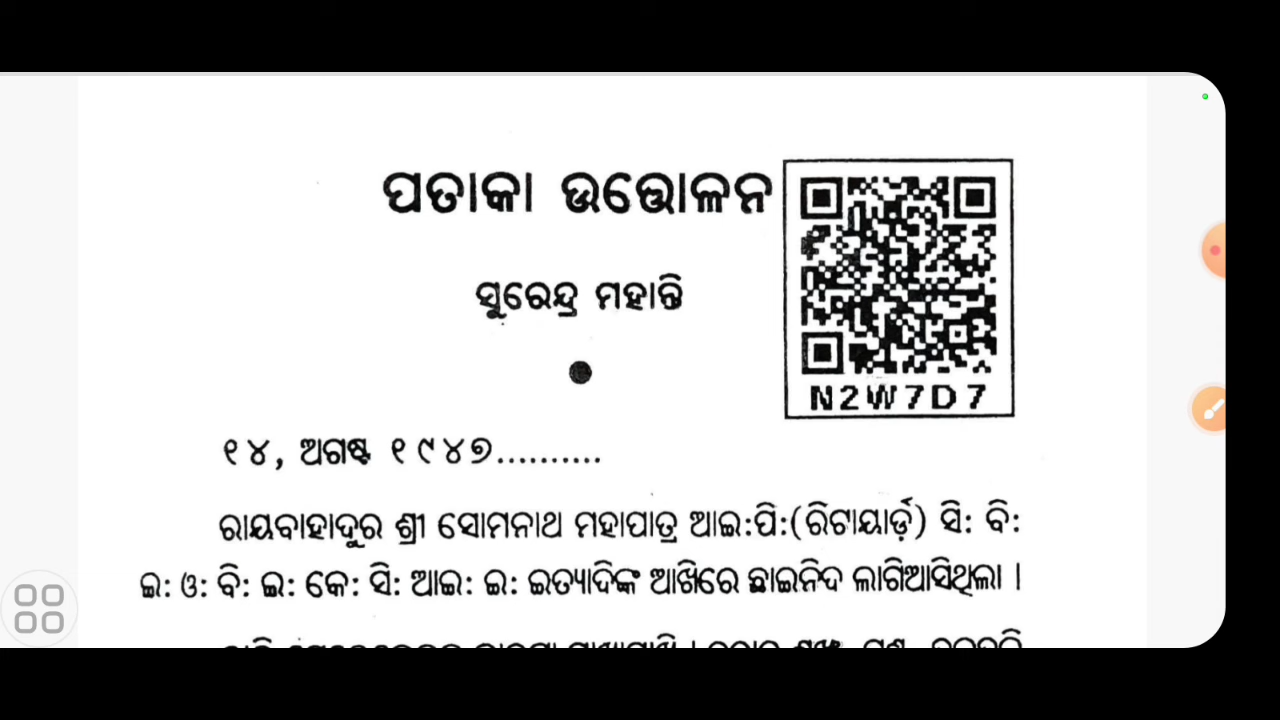 ପତାକା ଉତ୍ତୋଳନ
ସୁରେନ୍ଦ୍ର ମହାନ୍ତି
N2W7D7
୧୪, ଅଗଷ୍ଟ ୧୯୪୭..........
ରାୟବାହାଦୁର ଶ୍ରୀ ସୋମନାଥ ମହାପାତ୍ର ଆଇ:ପି:(ରିଟାୟାର୍ଡ଼) ସି: ବି:
ଇ: ଓ: ବି: ଇ: କେ: ସି: ଆଇ: ଇ: ଇତ୍ୟାଦିଙ୍କ ଆଖିରେ ଛାଇନିଦ ଲାଗିଆସିଥିଲା ।